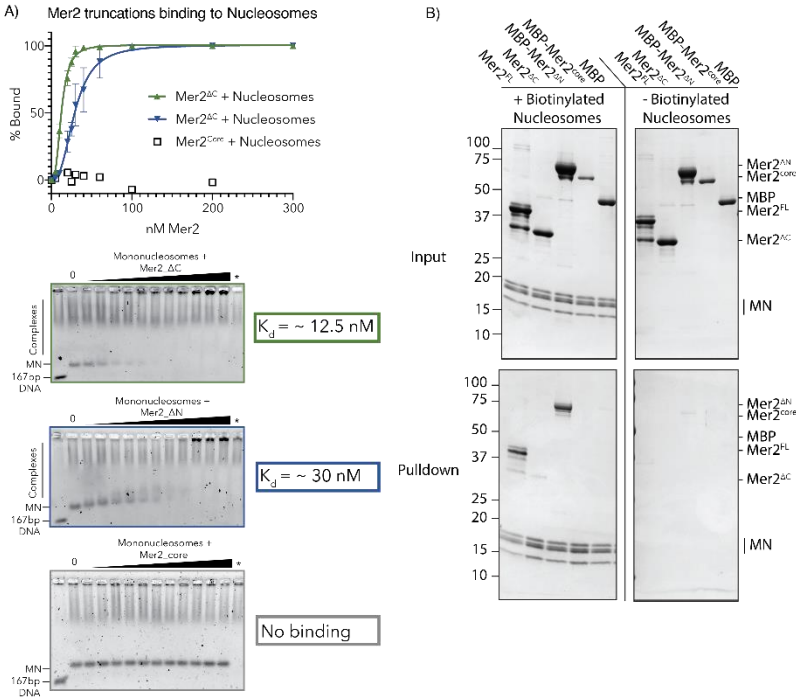 A)
Mer2 truncations binding to Nucleosomes
% Bound
100
50
0
0
100
200
300
nM Mer2
Mer2ΔC + Nucleosomes
Mer2ΔC + Nucleosomes
Mer2Core + Nucleosomes
Mononucleosomes +
Mer2_ΔC
0
*
Complexes
MN
167bp
DNA
Kd = ~ 12.5 nM
Mononucleosomes –
Mer2_ΔN
0
*
Complexes
MN
167bp
DNA
Kd = ~ 30 nM
Mononucleosomes +
Mer2_core
0
*
MN
167bp
DNA
No binding
B)
Mer2FL
Mer2ΔC
MBP-Mer2ΔN
MBP-Mer2core
MBP
Mer2FL
Mer2ΔC
MBP-Mer2ΔN
MBP-Mer2core
MBP
+ Biotinylated
Nucleosomes
- Biotinylated
Nucleosomes
Input
100
75
50
37
25
20
15
10
Mer2ΔN
Mer2core
MBP
Mer2FL
Mer2ΔC
MN
Pulldown
100
75
50
37
25
20
15
10
Mer2ΔN
Mer2core
MBP
Mer2FL
Mer2ΔC
MN